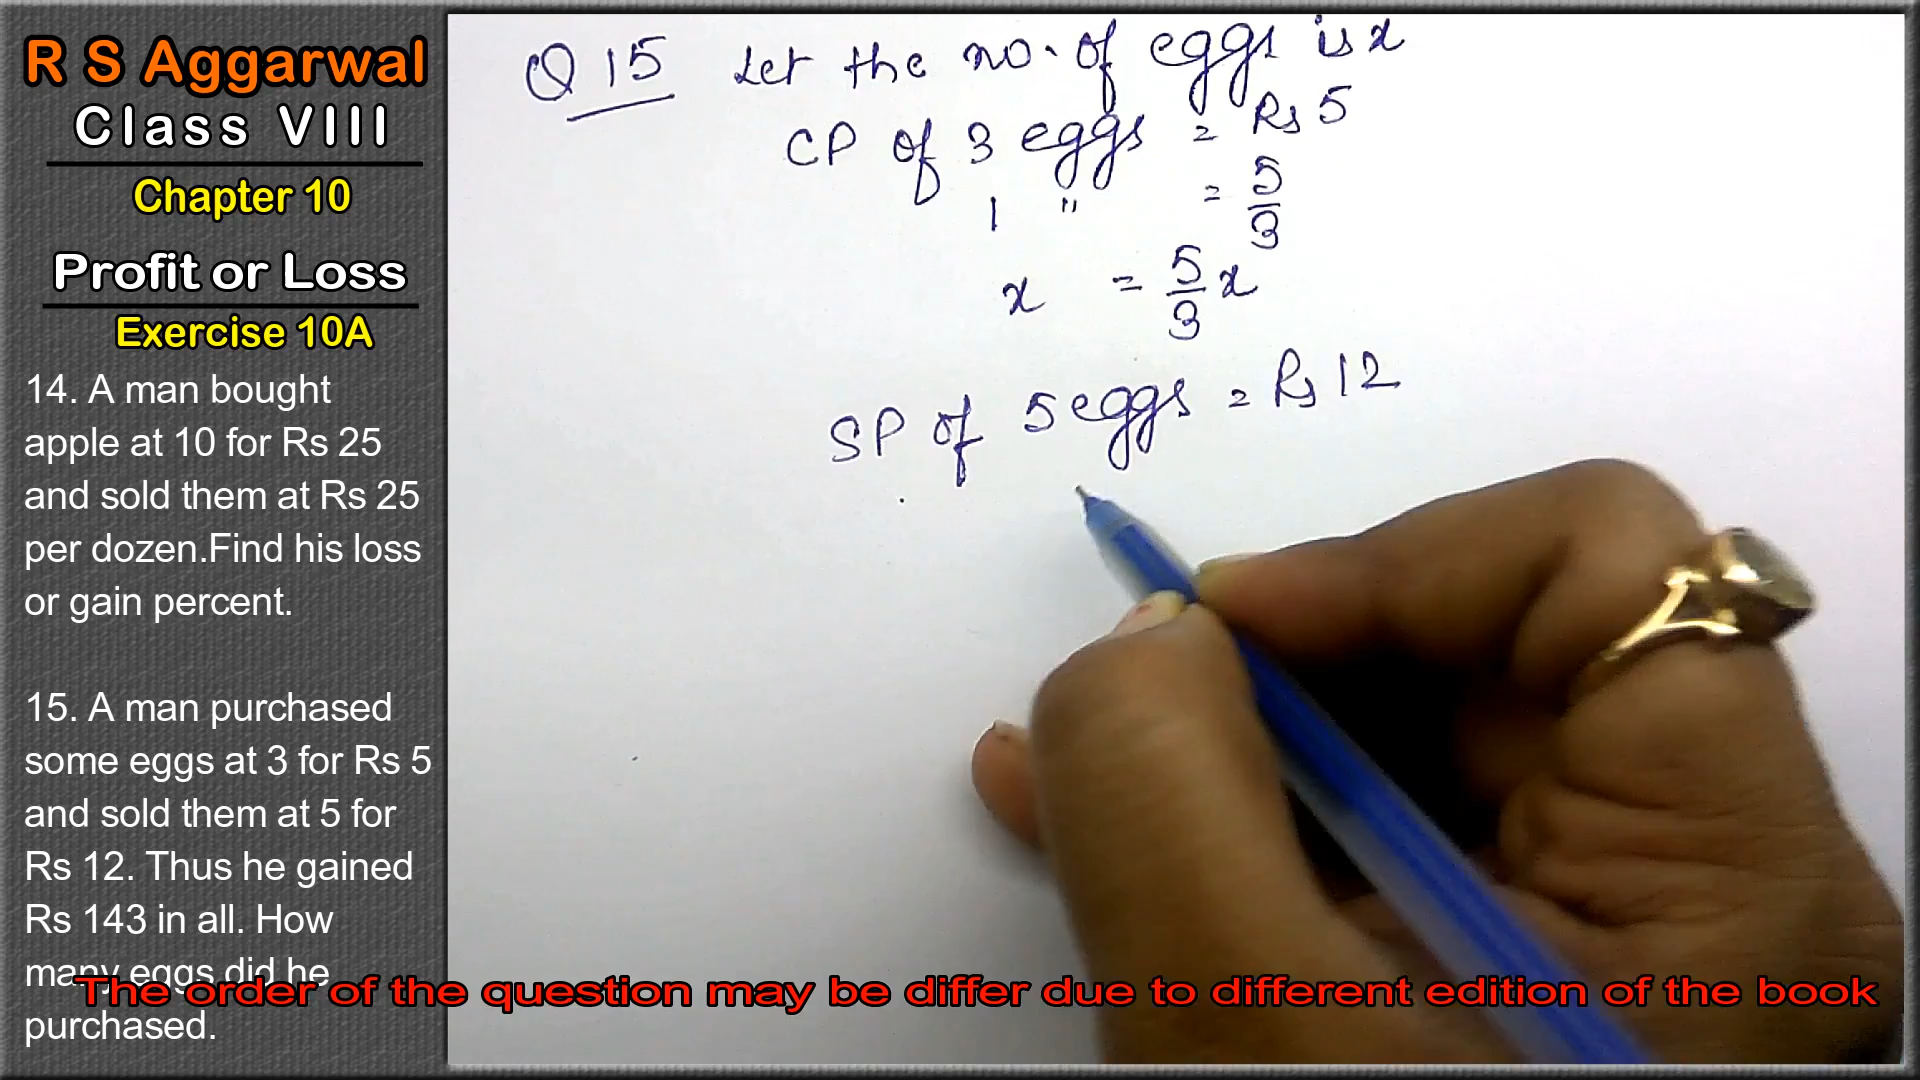 R S Aggarwal
Class VIII
Chapter 10
Profit or Loss
Exercise 10A
14. A man bought
apple at 10 for Rs 25
and sold them at Rs 25
per dozen.Find his loss
or gain percent.
15. A man purchased
some eggs at 3 for Rs 5
and sold them at 5 for
Rs 12. Thus he gained
Rs 143 in all. How
many eggs did he
purchased.
Q 15 Let the no. of eggs is x
CP of 3 eggs = Rs 5
1 " = 5/3
x = 5/3 x
SP of 5 eggs = Rs 12
The order of the question may be differ due to different edition of the book